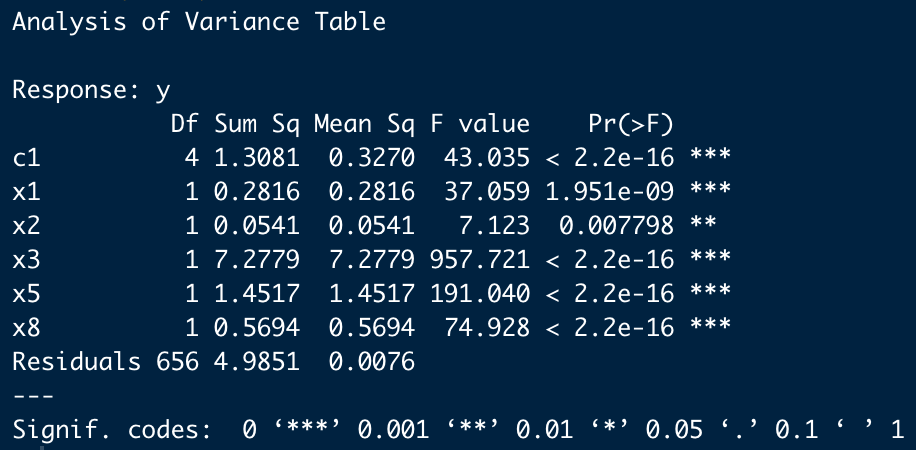 Analysis of Variance Table
Response: y
Df Sum Sq Mean Sq F value Pr(>F)
c1 4 1.3081 0.3270 43.035 < 2.2e-16 ***
x1 1 0.2816 0.2816 37.059 1.951e-09 ***
x2 1 0.0541 0.0541 7.123 0.007798 **
x3 1 7.2779 7.2779 957.721 < 2.2e-16 ***
x5 1 1.4517 1.4517 191.040 < 2.2e-16 ***
x8 1 0.5694 0.5694 74.928 < 2.2e-16 ***
Residuals 656 4.9851 0.0076
---
Signif. codes: 0 ‘***’ 0.001 ‘**’ 0.01 ‘*’ 0.05 ‘.’ 0.1 ‘ ’ 1